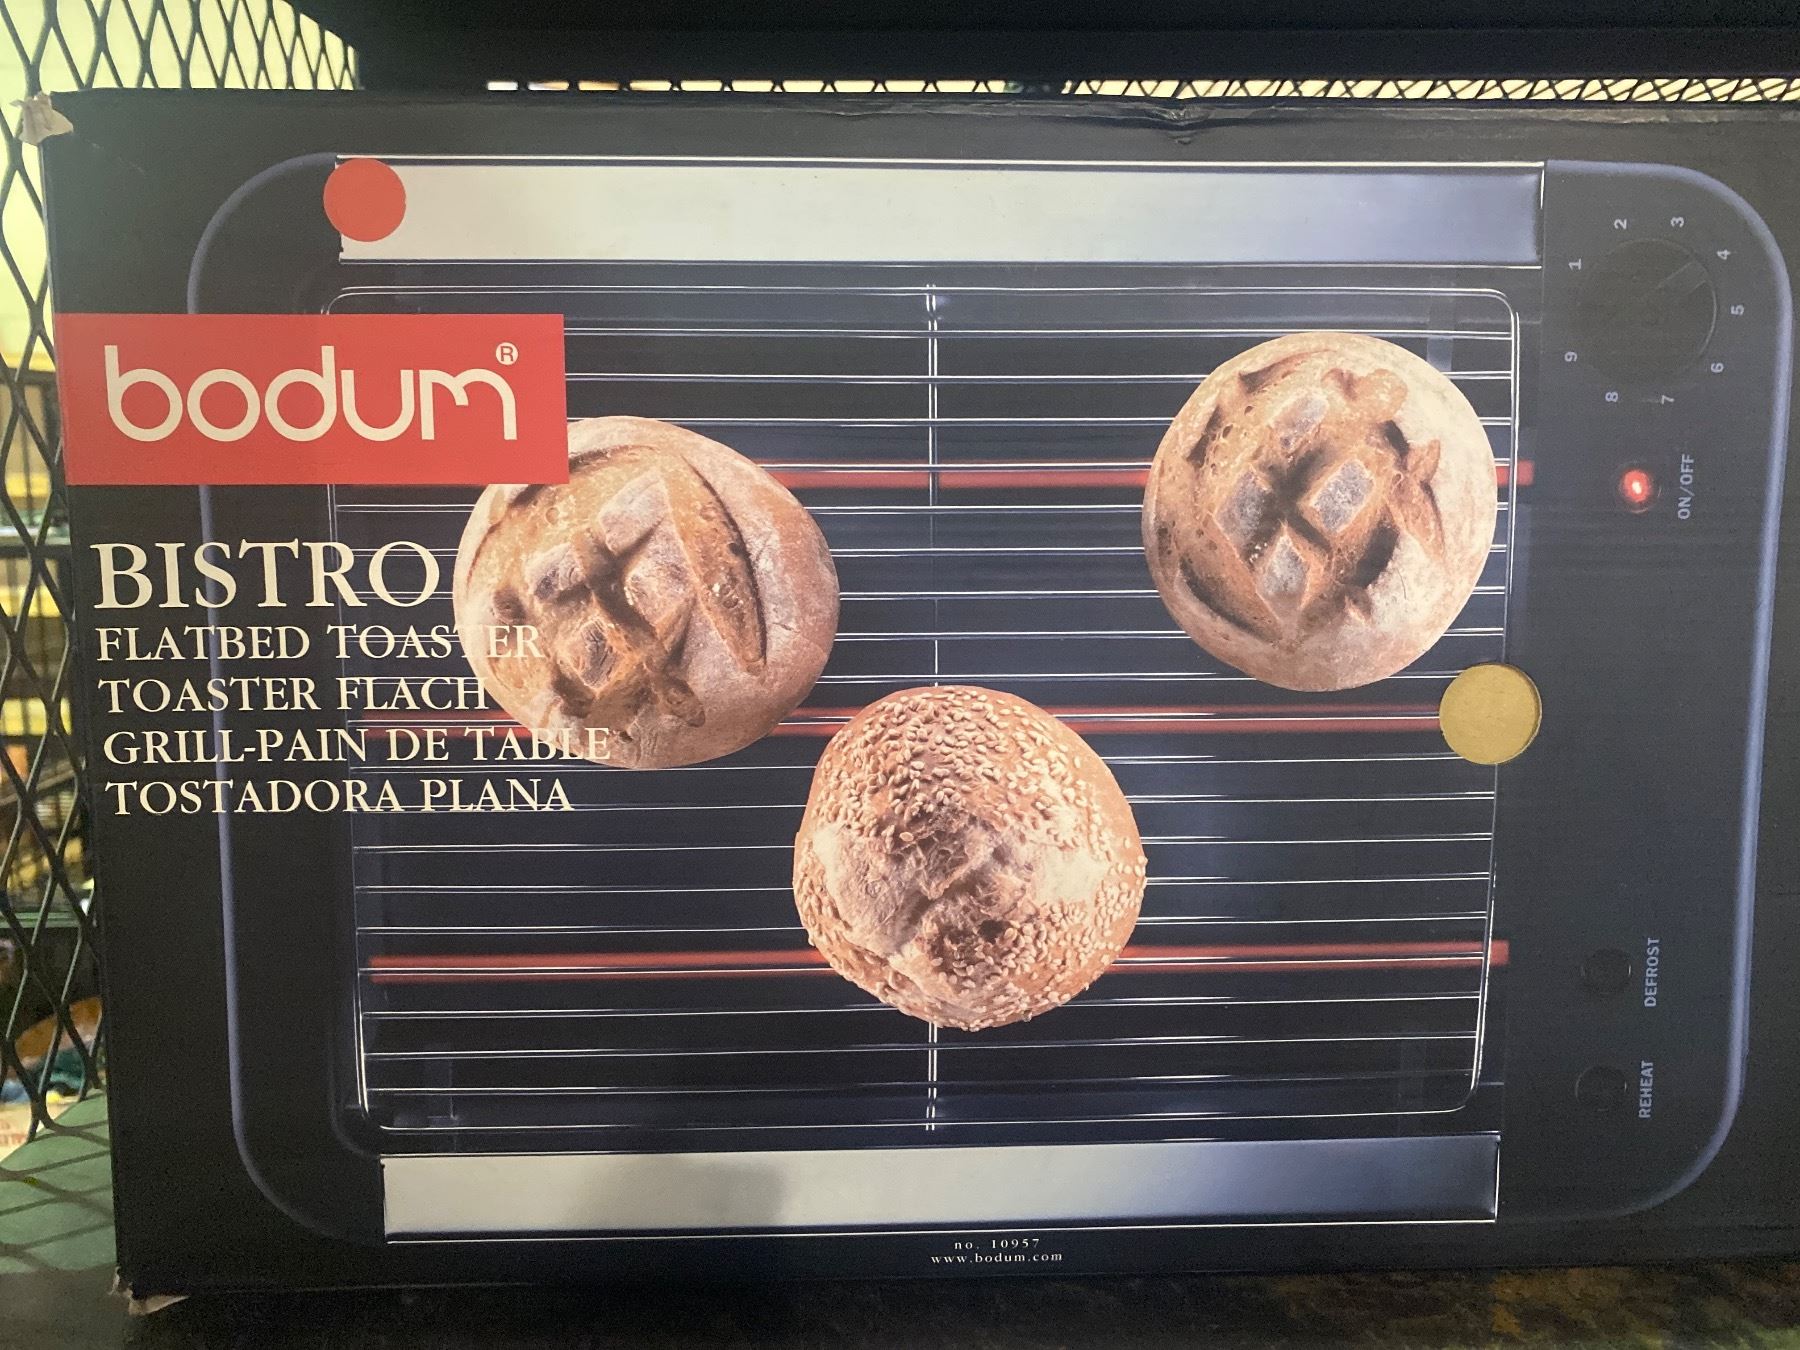 bodum®
BISTRO
FLATBED TOASTER
TOASTER FLACH
GRILL-PAIN DE TABLE
TOSTADORA PLANA
1
2
3
4
5
6
7
8
9
ON/OFF
DEFROST
REHEAT
no. 10957
www.bodum.com